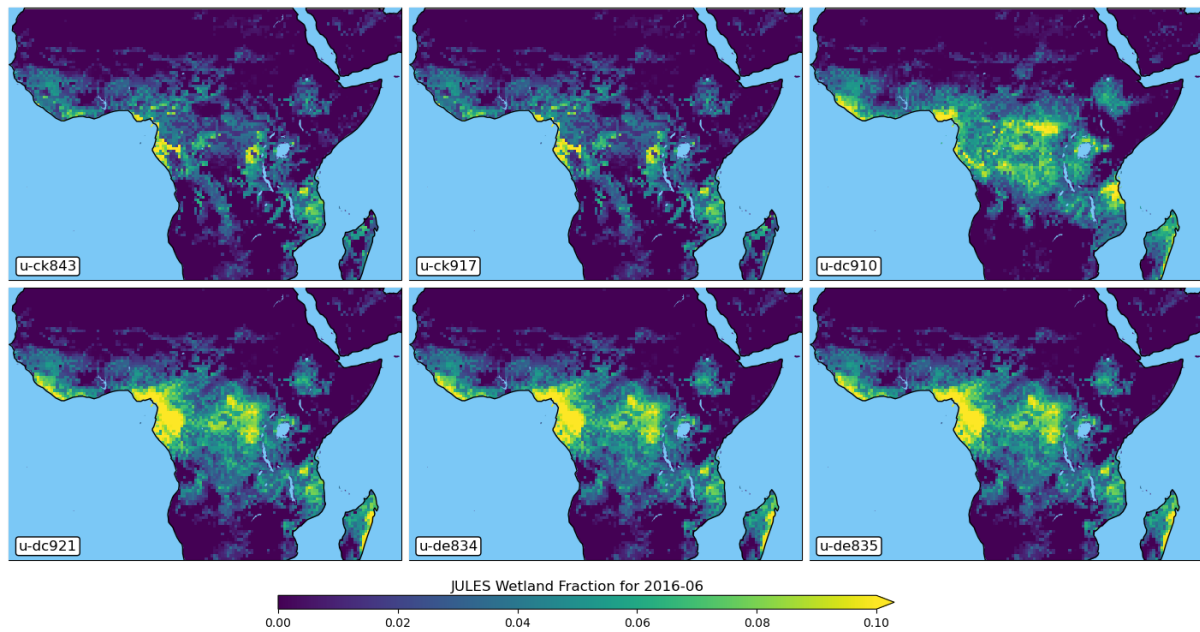 u-ck843
u-ck917
u-dc910
u-dc921
u-de834
u-de835
JULES Wetland Fraction for 2016-06
0.00 0.02 0.04 0.06 0.08 0.10